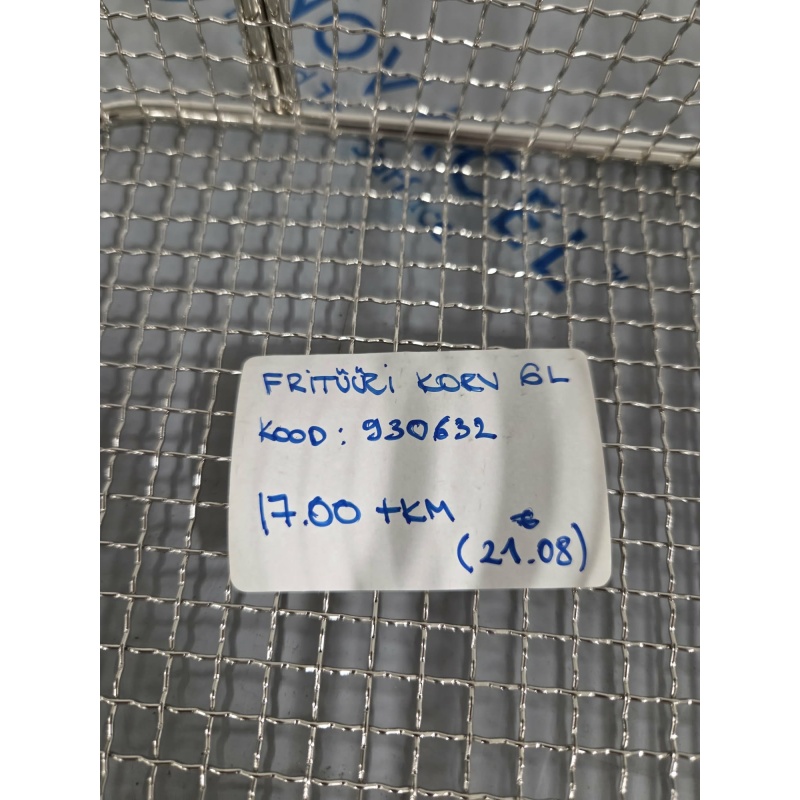 FRITÜÜRI KORV 6L
KOOD: 930632
17.00 +KM
(21.08)